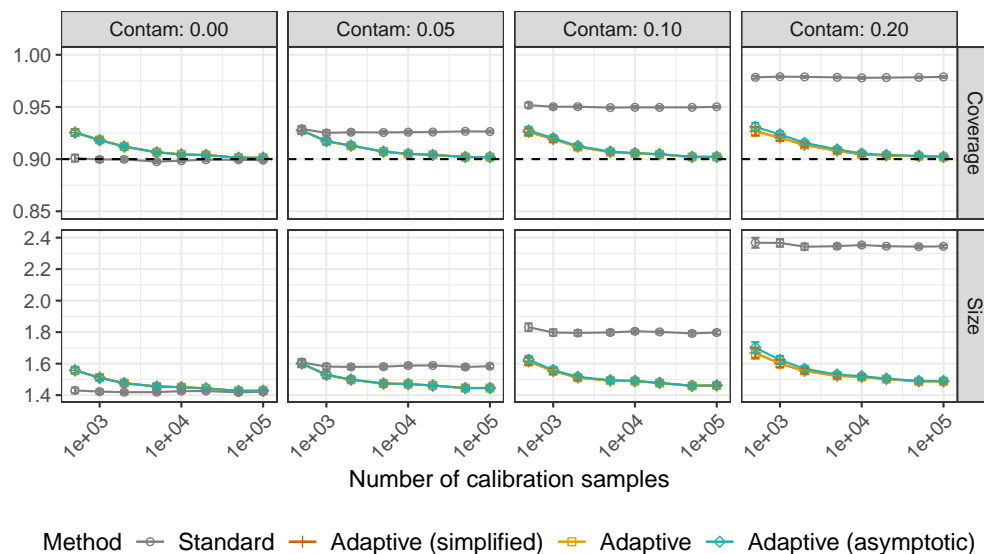 Contam: 0.00 Contam: 0.05 Contam: 0.10 Contam: 0.20
1.00
0.95
0.90
0.85
Coverage
2.4
2.2
2.0
1.8
1.6
1.4
Size
1e+03 1e+04 1e+05 1e+03 1e+04 1e+05 1e+03 1e+04 1e+05 1e+03 1e+04 1e+05
Number of calibration samples
Method Standard Adaptive (simplified) Adaptive Adaptive (asymptotic)